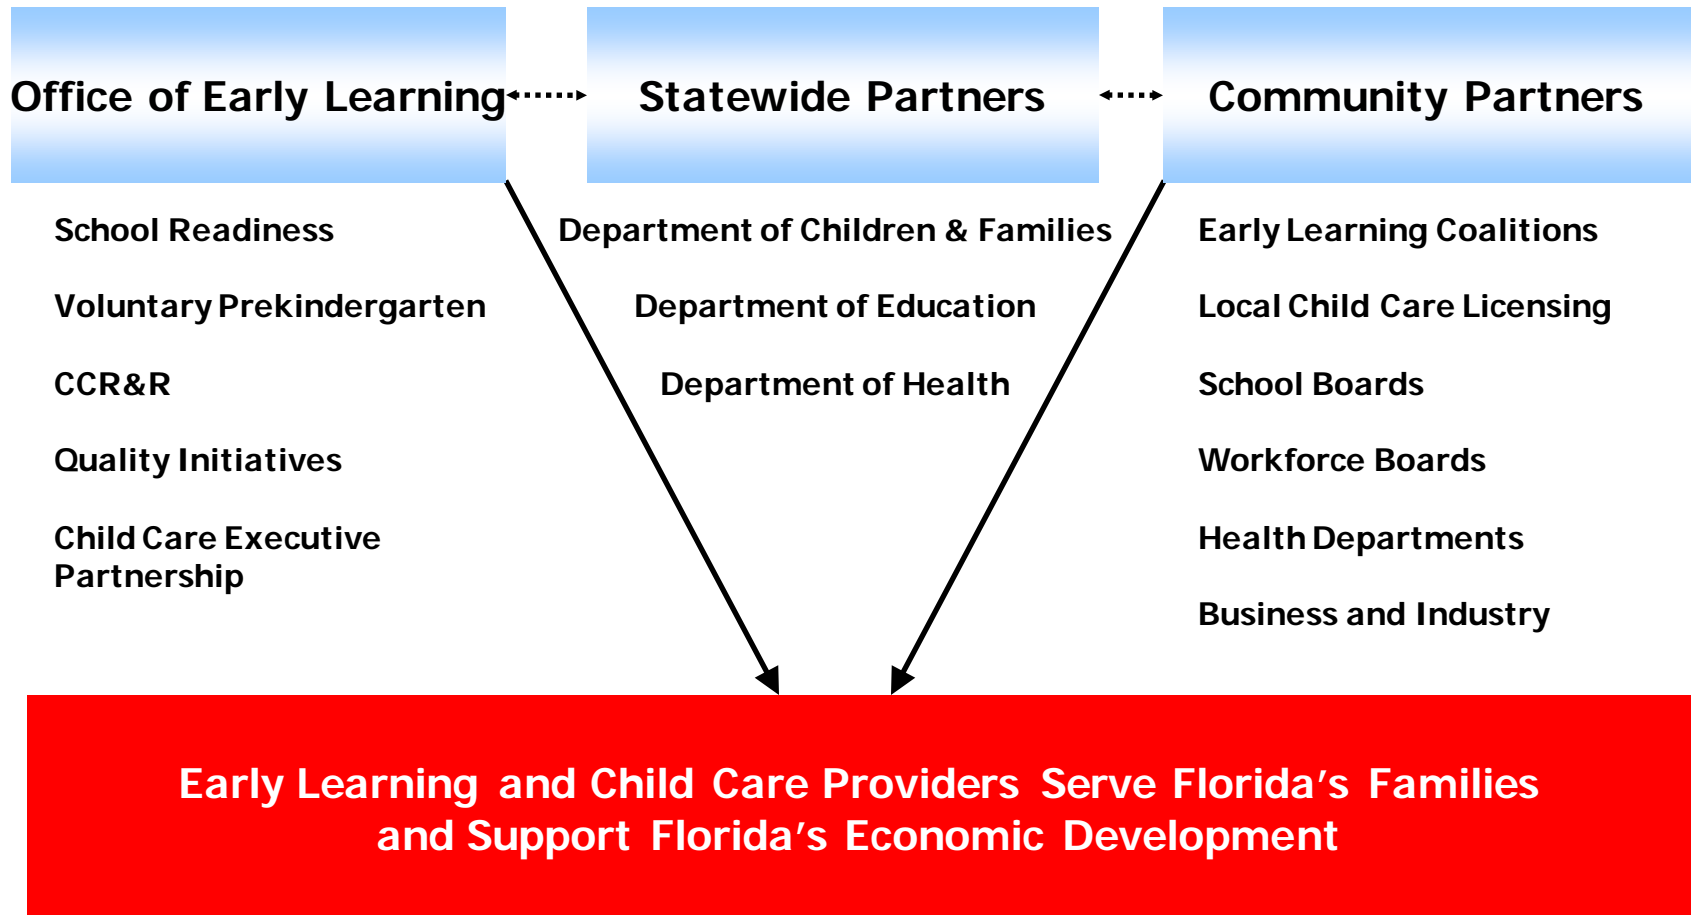 Office of Early Learning
Statewide Partners
Community Partners
School Readiness
Voluntary Prekindergarten
CCR&R
Quality Initiatives
Child Care Executive
Partnership
Department of Children & Families
Department of Education
Department of Health
Early Learning Coalitions
Local Child Care Licensing
School Boards
Workforce Boards
Health Departments
Business and Industry
Early Learning and Child Care Providers Serve Florida’s Families
and Support Florida’s Economic Development